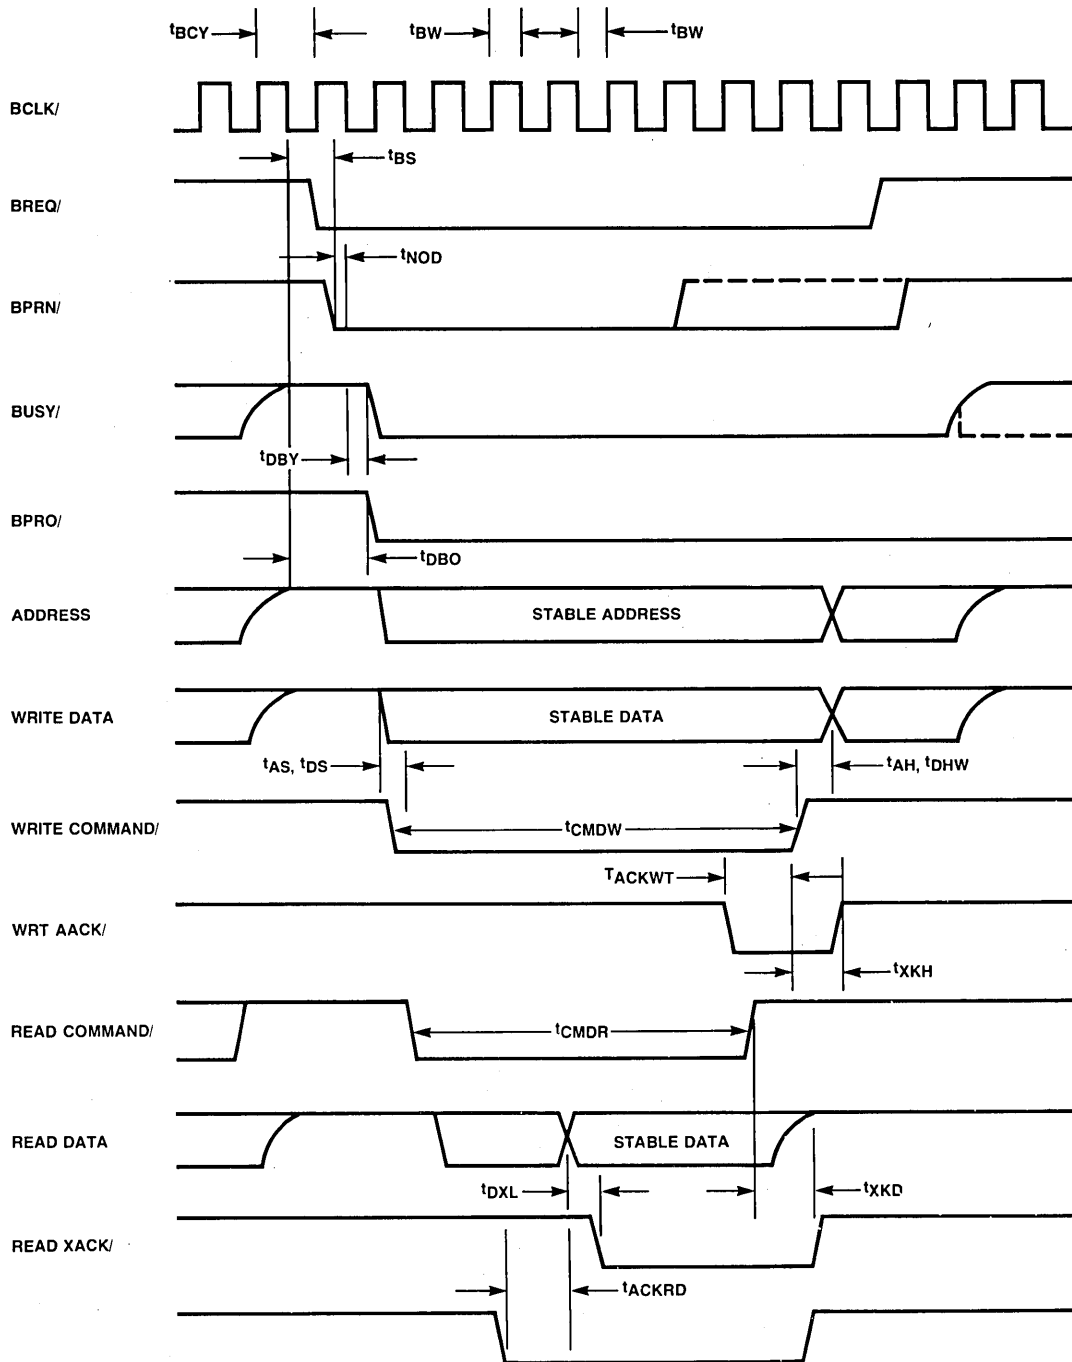 tBCY
tBW
tBW
BCLK/
tBS
BREQ/
tNOD
BPRN/
BUSY/
tDBY
BPRO/
tDBO
ADDRESS
STABLE ADDRESS
WRITE DATA
STABLE DATA
tAS, tDS
tAH, tDHW
WRITE COMMAND/
tCMDW
TACKWT
WRT AACK/
tXKH
READ COMMAND/
tCMDR
READ DATA
STABLE DATA
tDXL
tXKD
READ XACK/
tACKRD